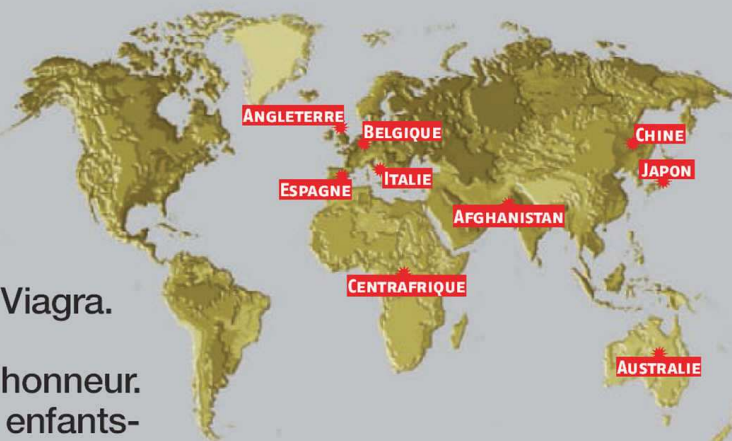 ANGLETERRE
BELGIQUE
CHINE
JAPON
ITALIE
ESPAGNE
AFGHANISTAN
CENTRAFRIQUE
Viagra.
AUSTRALIE
honneur.
enfants-